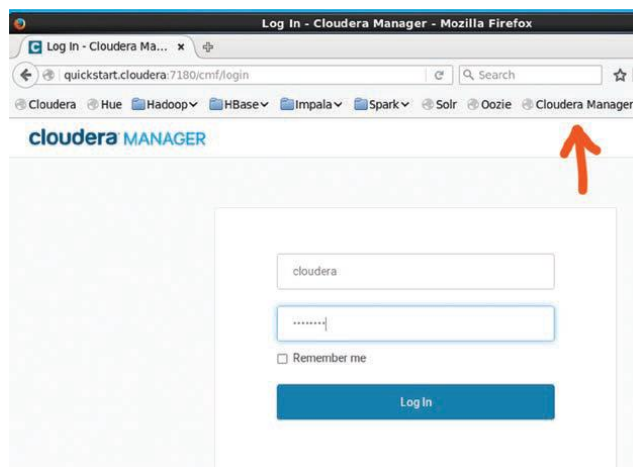 Log In - Cloudera Manager - Mozilla Firefox
Log In - Cloudera Ma...
quickstart.cloudera:7180/cmf/login
Search
Cloudera Hue Hadoop HBase Impala Spark Solr Oozie Cloudera Manager
cloudera MANAGER
cloudera
••••••••
Remember me
Log In